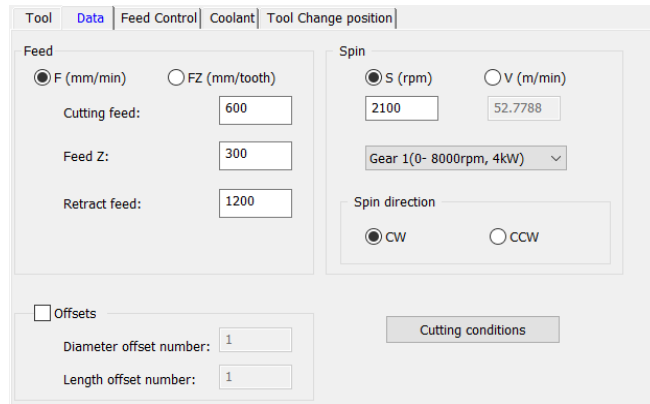 Tool Data Feed Control Coolant Tool Change position
Feed
F (mm/min) FZ (mm/tooth)
Cutting feed: 600
Feed Z: 300
Retract feed: 1200
Spin
S (rpm) V (m/min)
2100 52.7788
Gear 1(0- 8000rpm, 4kW)
Spin direction
CW CCW
Offsets
Diameter offset number: 1
Length offset number: 1
Cutting conditions